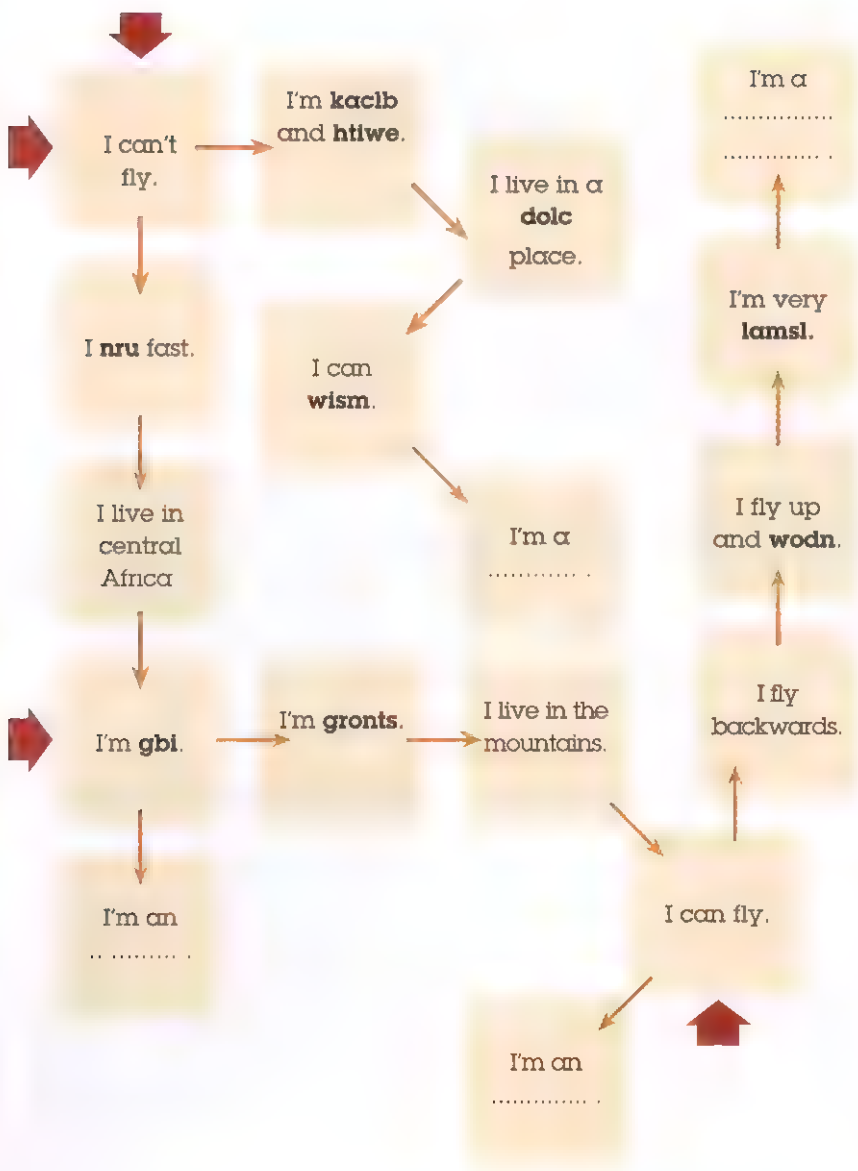 I can't
fly.
I'm kaclb
and htiwe.
I live in a
dolc
place.
I'm a
....................
.................. .
I nru fast.
I can
wism.
I'm very
lamsl.
I live in
central
Africa
I'm a
............... .
I fly up
and wodn.
I'm gbi.
I'm gronts.
I live in the
mountains.
I fly
backwards.
I'm an
.. .......... .
I can fly.
I'm an
................ .